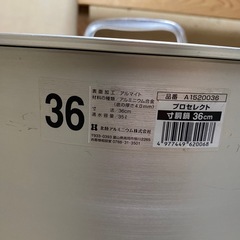 36
表面加工 アルマイト
材料の種類 アルミニウム合金
(底の厚さ4.0mm)
寸法 36cm
満水容量 35ℓ
北陸アルミニウム株式会社
品番 A1520036
プロセレクト
寸胴鍋 36cm
4 977449 620068